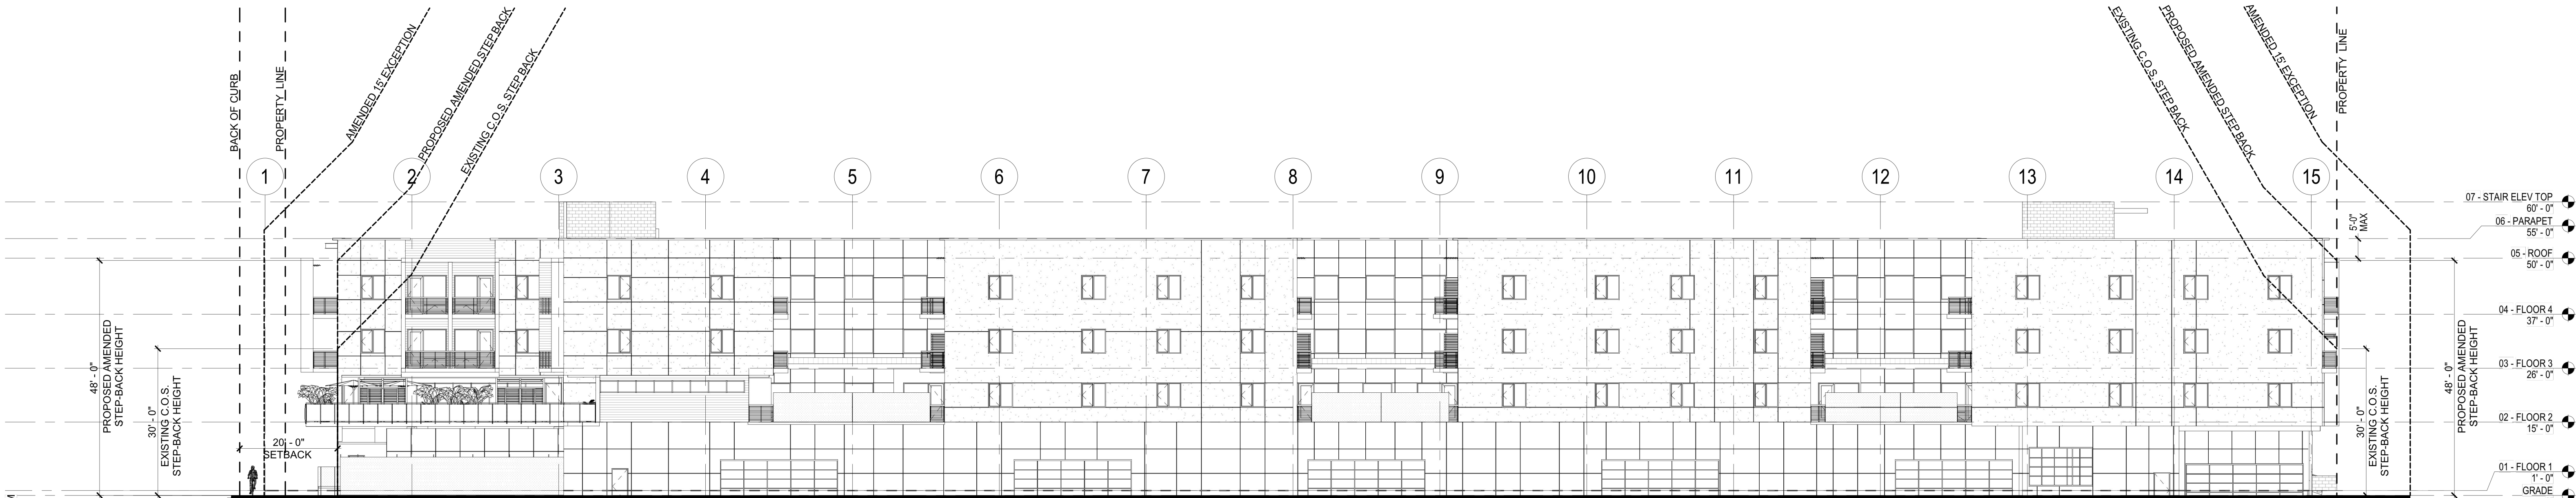 BACK OF CURB
PROPERTY LINE
AMENDED 15' EXCEPTION
PROPOSED AMENDED STEP BACK
EXISTING C.O.S. STEP BACK
EXISTING C.O.S. STEP BACK
PROPOSED AMENDED STEP BACK
AMENDED 15' EXCEPTION
PROPERTY LINE
1
2
3
4
5
6
7
8
9
10
11
12
13
14
15
07 - STAIR ELEV TOP
60' - 0"
06 - PARAPET
55' - 0"
5'-0"
MAX
05 - ROOF
50' - 0"
04 - FLOOR 4
37' - 0"
03 - FLOOR 3
26' - 0"
02 - FLOOR 2
15' - 0"
01 - FLOOR 1
1' - 0"
GRADE
48' - 0"
PROPOSED AMENDED
STEP-BACK HEIGHT
30' - 0"
EXISTING C.O.S.
STEP-BACK HEIGHT
20' - 0"
SETBACK
30' - 0"
EXISTING C.O.S.
STEP-BACK HEIGHT
48' - 0"
PROPOSED AMENDED
STEP-BACK HEIGHT